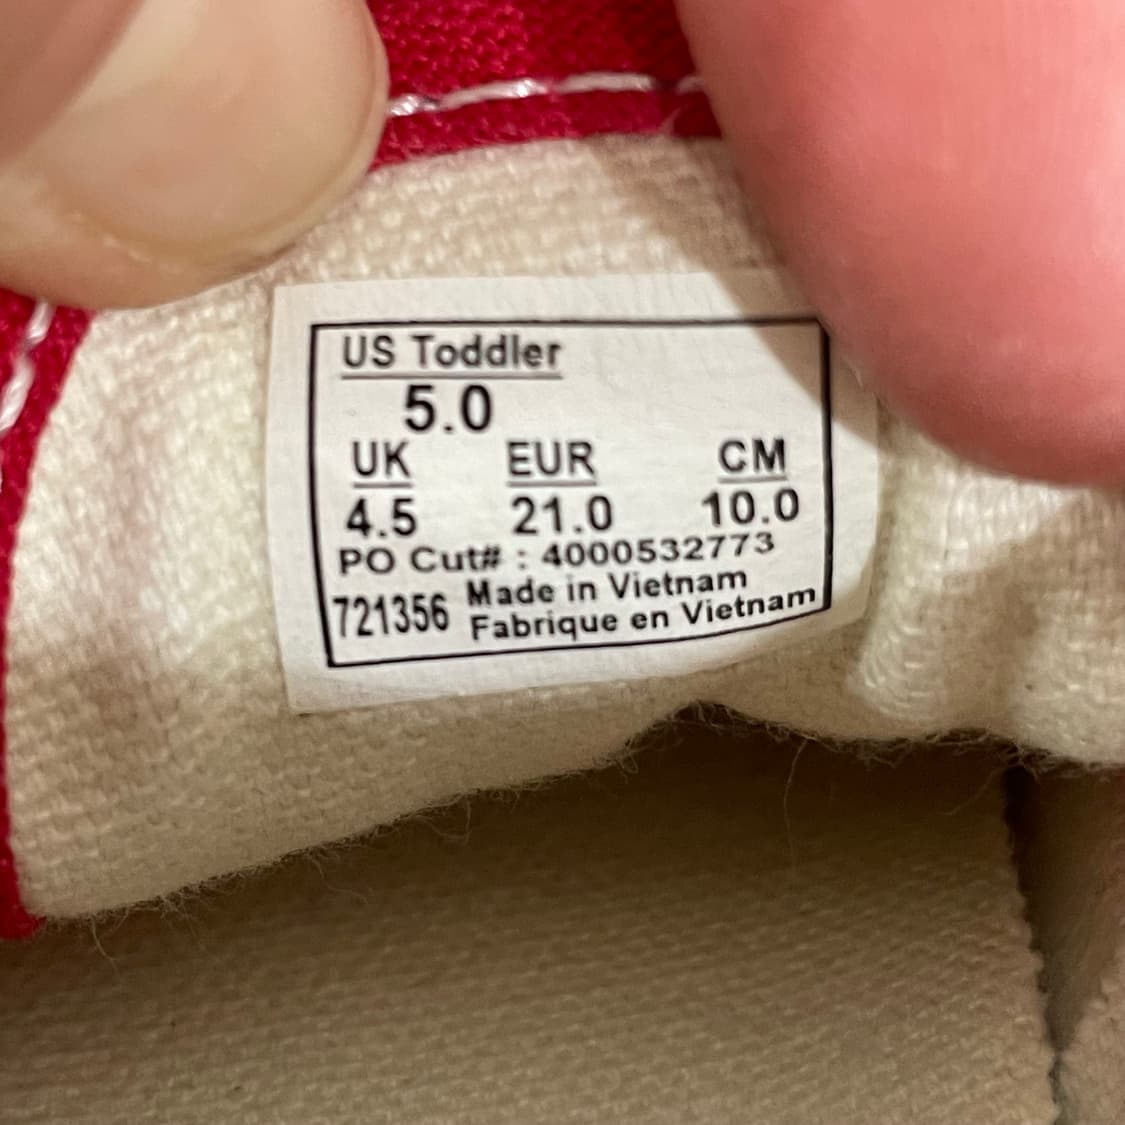 US Toddler
5.0
UK EUR CM
4.5 21.0 10.0
PO Cut# : 4000532773
721356 Made in Vietnam
Fabrique en Vietnam